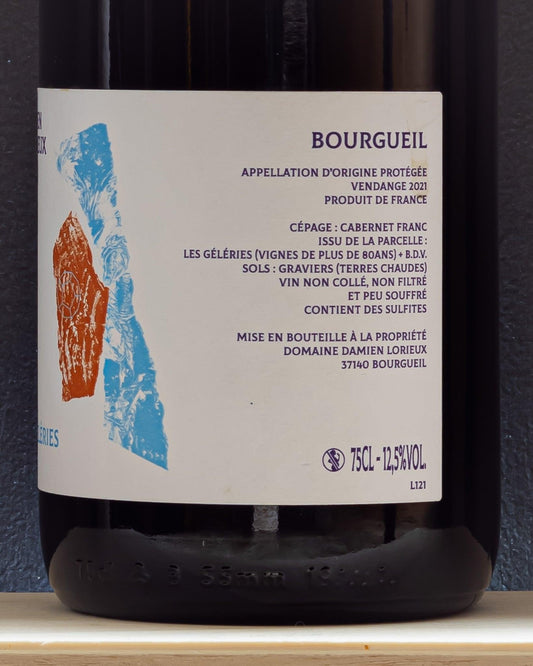 BOURGUEIL
APPELLATION D'ORIGINE PROTÉGÉE
VENDANGE 2021
PRODUIT DE FRANCE
CÉPAGE : CABERNET FRANC
ISSU DE LA PARCELLE :
LES GÉLÉRIES (VIGNES DE PLUS DE 80ANS) + B.D.V.
SOLS : GRAVIERS (TERRES CHAUDES)
VIN NON COLLÉ, NON FILTRÉ
ET PEU SOUFFRÉ
CONTIENT DES SULFITES
MISE EN BOUTEILLE À LA PROPRIÉTÉ
DOMAINE DAMIEN LORIEUX
37140 BOURGUEIL
75CL - 12,5%VOL.
L121